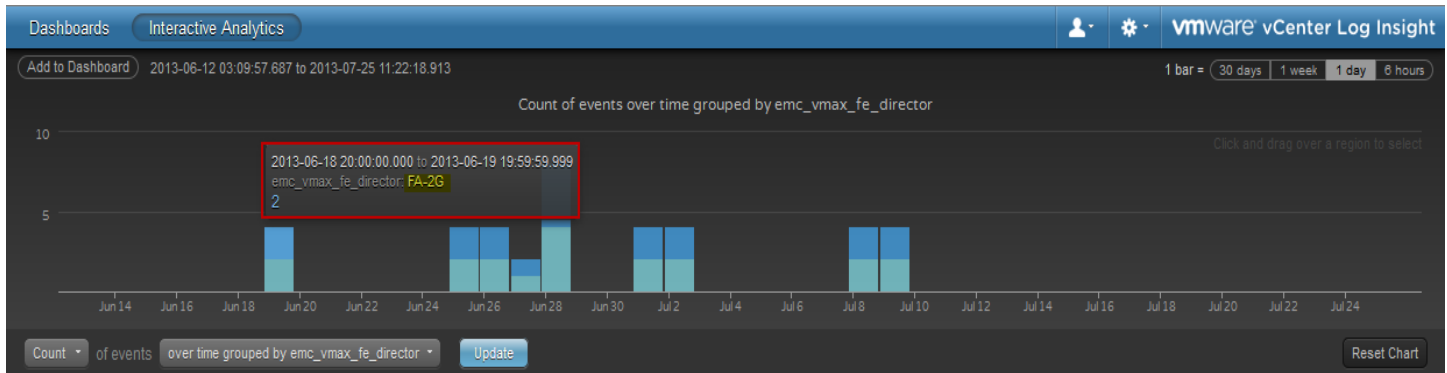 Dashboards Interactive Analytics vmware vCenter Log Insight
Add to Dashboard 2013-06-12 03:09:57.687 to 2013-07-25 11:22:18.913 1 bar = 30 days 1 week 1 day 6 hours
Count of events over time grouped by emc_vmax_fe_director
10
Click and drag over a region to select
2013-06-18 20:00:00.000 to 2013-06-19 19:59:59.999
emc_vmax_fe_director: FA-2G
2
5
Jun 14 Jun 16 Jun 18 Jun 20 Jun 22 Jun 24 Jun 26 Jun 28 Jun 30 Jul 2 Jul 4 Jul 6 Jul 8 Jul 10 Jul 12 Jul 14 Jul 16 Jul 18 Jul 20 Jul 22 Jul 24
Count of events over time grouped by emc_vmax_fe_director Update Reset Chart